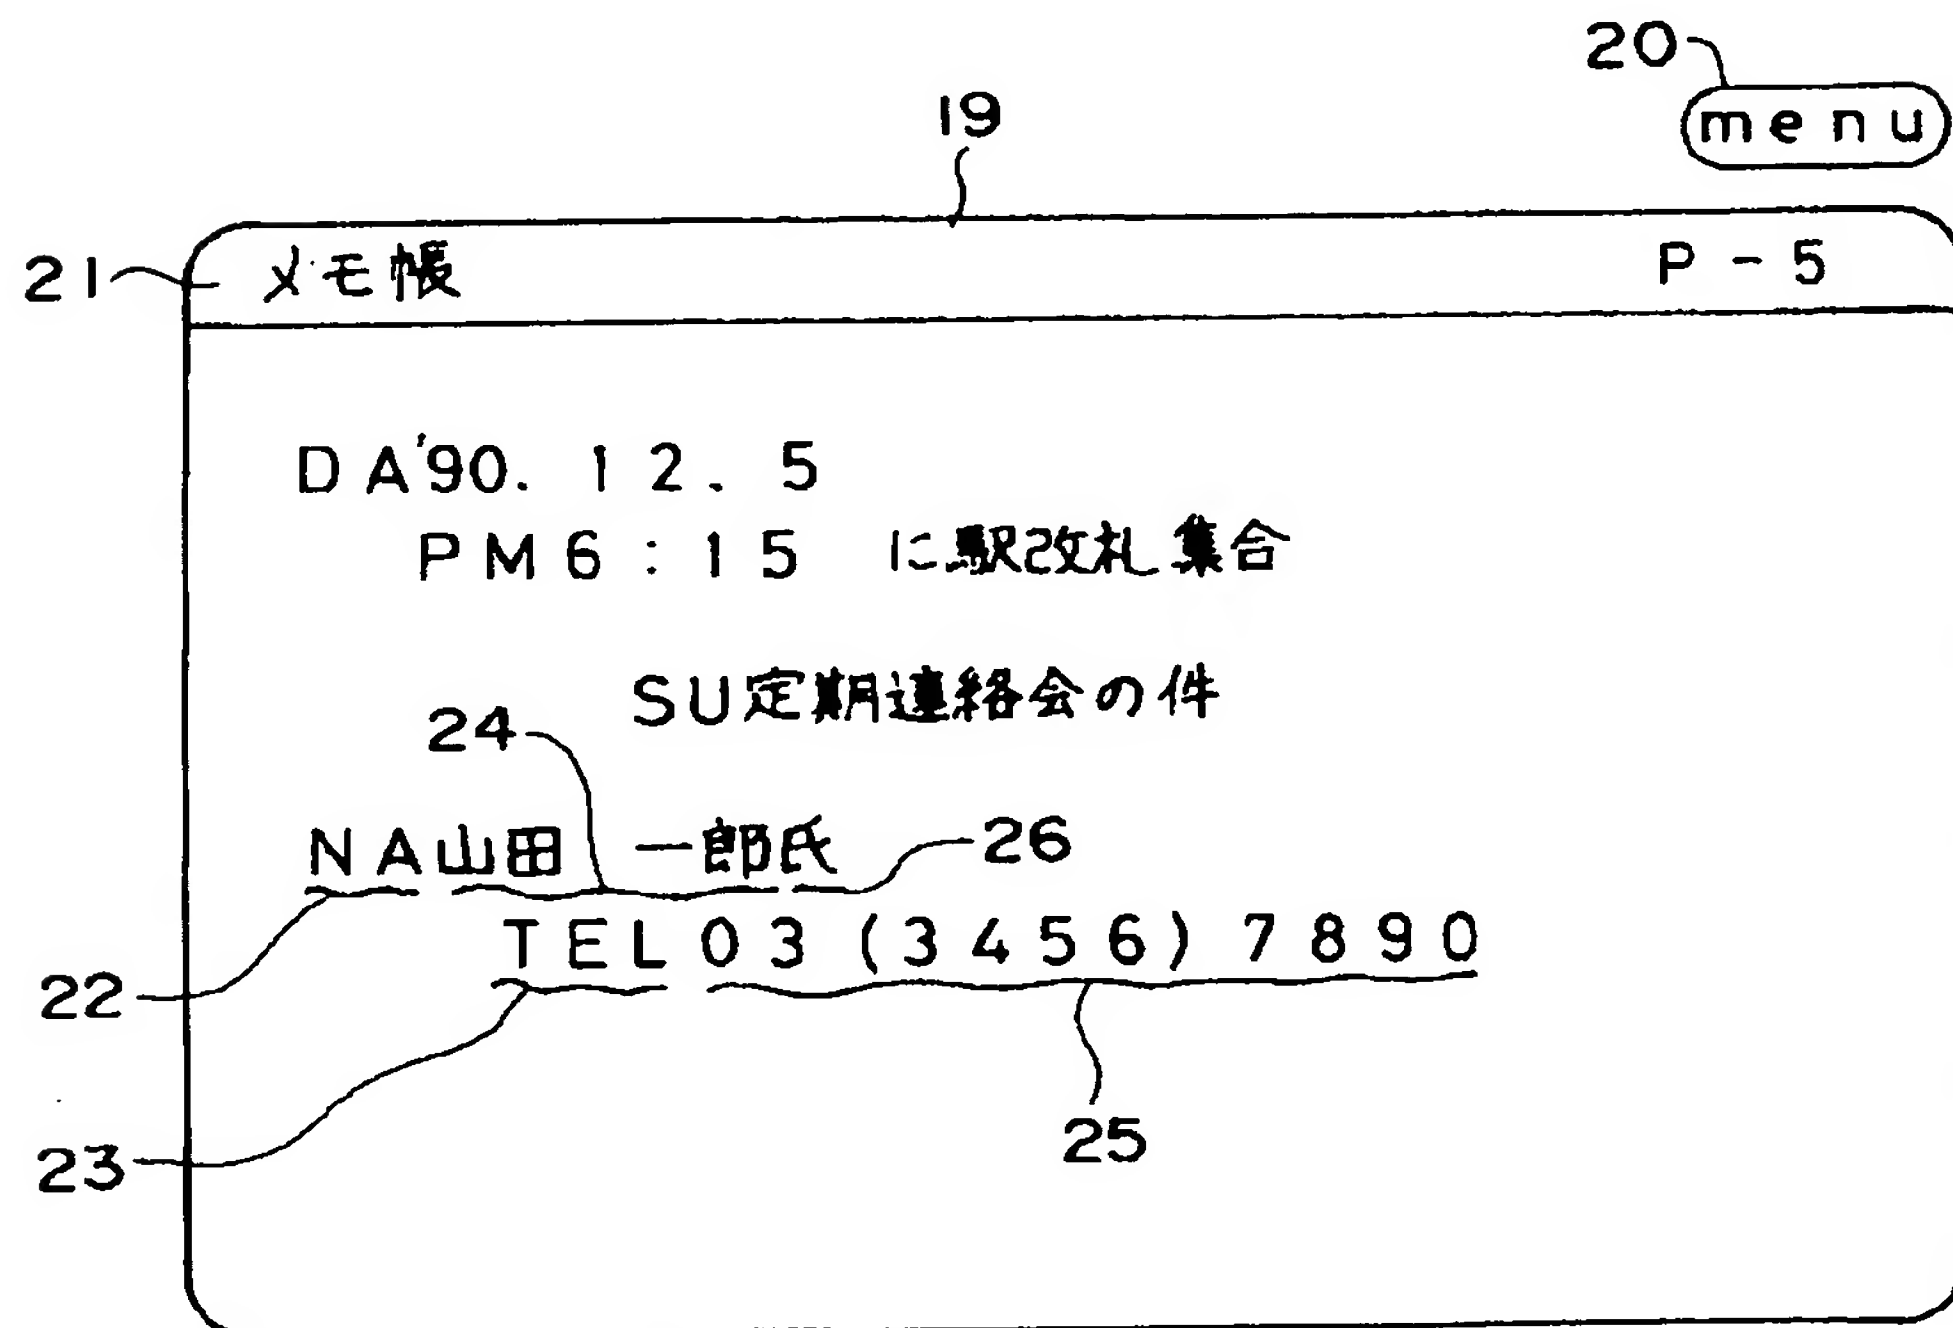 20
menu
19
21 メモ帳 P-5
DA'90.12.5
PM6:15 に駅改札集合
SU定期連絡会の件
24
NA山田 一郎氏 26
TEL03(3456)7890
22
25
23